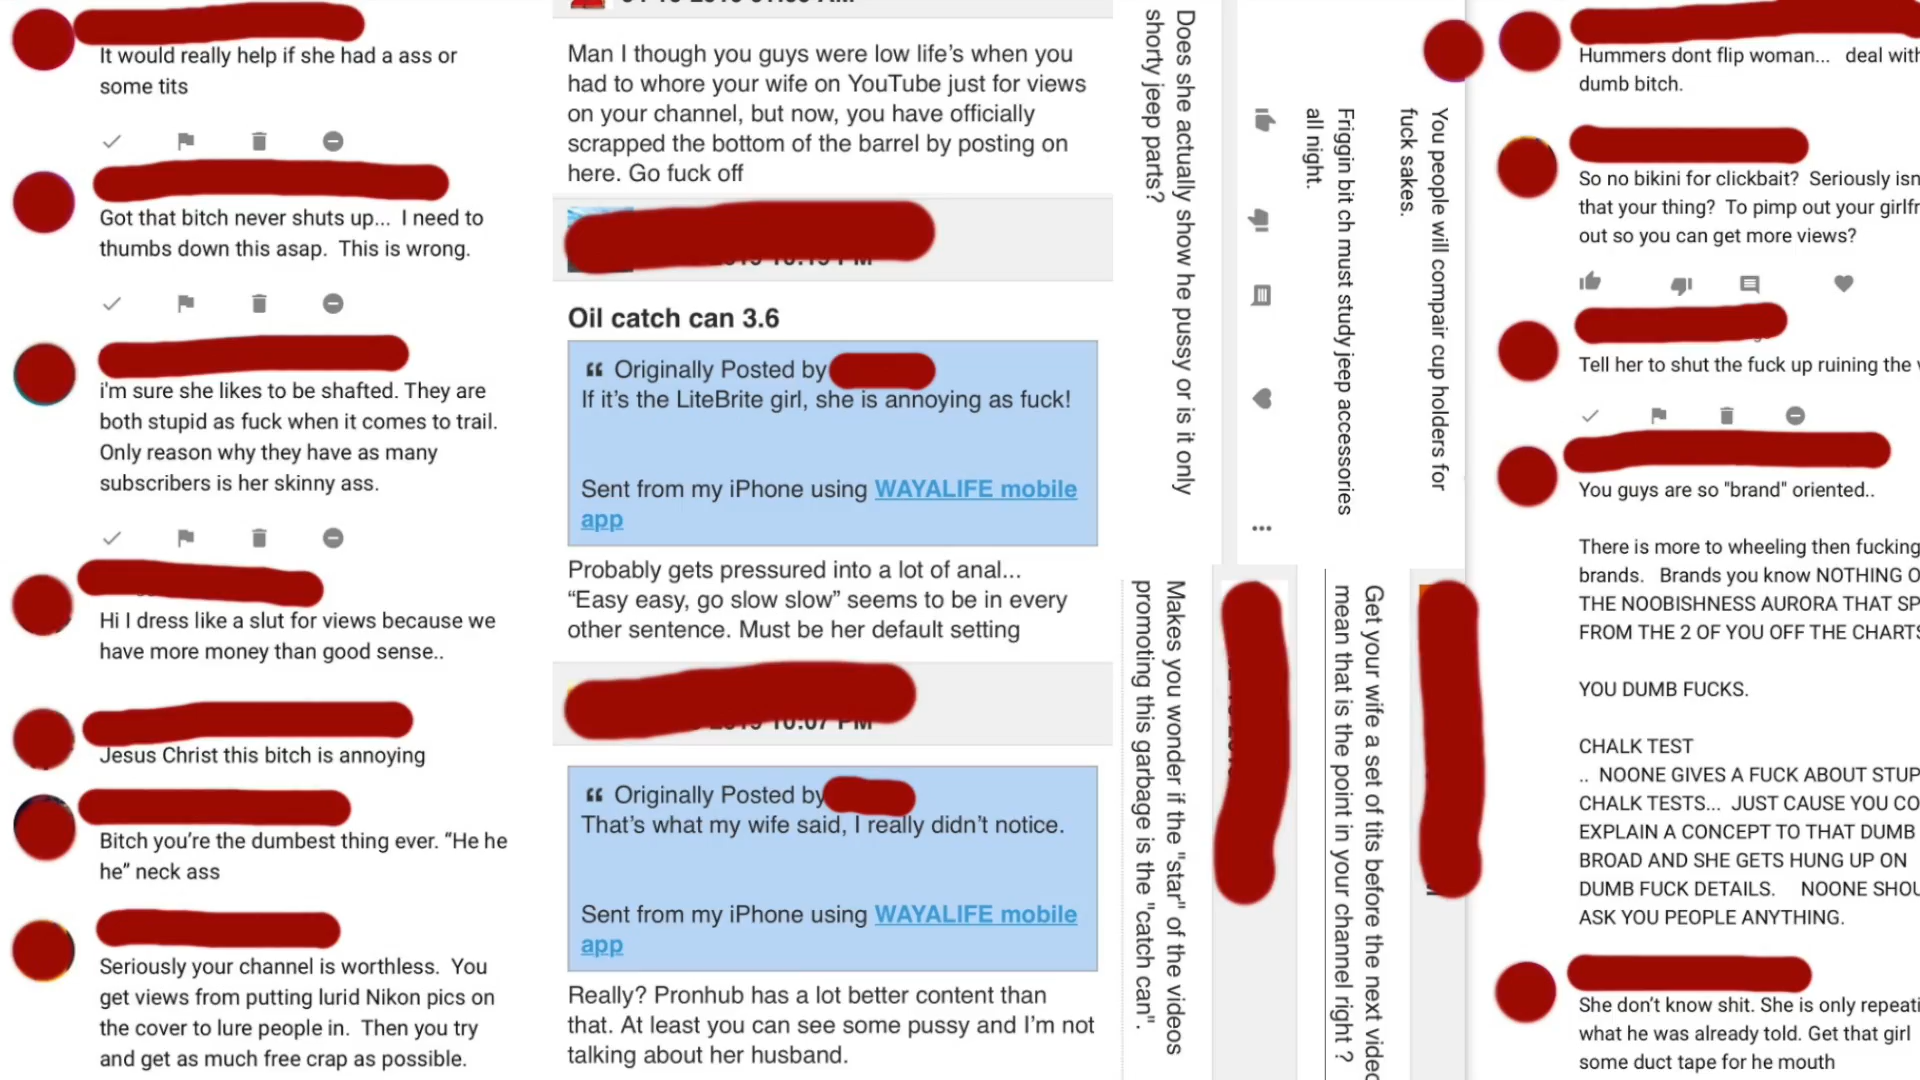 It would really help if she had a ass or
some tits
Got that bitch never shuts up... I need to
thumbs down this asap. This is wrong.
i'm sure she likes to be shafted. They are
both stupid as fuck when it comes to trail.
Only reason why they have as many
subscribers is her skinny ass.
Hi I dress like a slut for views because we
have more money than good sense..
Jesus Christ this bitch is annoying
Bitch you're the dumbest thing ever. “He he
he” neck ass
Seriously your channel is worthless. You
get views from putting lurid Nikon pics on
the cover to lure people in. Then you try
and get as much free crap as possible.
Man I though you guys were low life's when you
had to whore your wife on YouTube just for views
on your channel, but now, you have officially
scrapped the bottom of the barrel by posting on
here. Go fuck off
Oil catch can 3.6
“ Originally Posted by
If it's the LiteBrite girl, she is annoying as fuck!
Sent from my iPhone using WAYALIFE mobile
app
Probably gets pressured into a lot of anal...
“Easy easy, go slow slow” seems to be in every
other sentence. Must be her default setting
“ Originally Posted by
That's what my wife said, I really didn't notice.
Sent from my iPhone using WAYALIFE mobile
app
Really? Pronhub has a lot better content than
that. At least you can see some pussy and I'm not
talking about her husband.
Does she actually show he pussy or is it only
shorty jeep parts?
You people will compair cup holders for
fuck sakes.
Friggin bit ch must study jeep accessories
all night.
Makes you wonder if the "star" of the videos
promoting this garbage is the "catch can".
Get your wife a set of tits before the next video
mean that is the point in your channel right ?
Hummers dont flip woman... deal with
dumb bitch.
So no bikini for clickbait? Seriously isn
that your thing? To pimp out your girlfr
out so you can get more views?
Tell her to shut the fuck up ruining the
You guys are so "brand" oriented..
There is more to wheeling then fucking
brands. Brands you know NOTHING O
THE NOOBISHNESS AURORA THAT SP
FROM THE 2 OF YOU OFF THE CHARTS
YOU DUMB FUCKS.
CHALK TEST
.. NOONE GIVES A FUCK ABOUT STUP
CHALK TESTS... JUST CAUSE YOU CO
EXPLAIN A CONCEPT TO THAT DUMB
BROAD AND SHE GETS HUNG UP ON
DUMB FUCK DETAILS. NOONE SHOU
ASK YOU PEOPLE ANYTHING.
She don't know shit. She is only repeati
what he was already told. Get that girl
some duct tape for he mouth